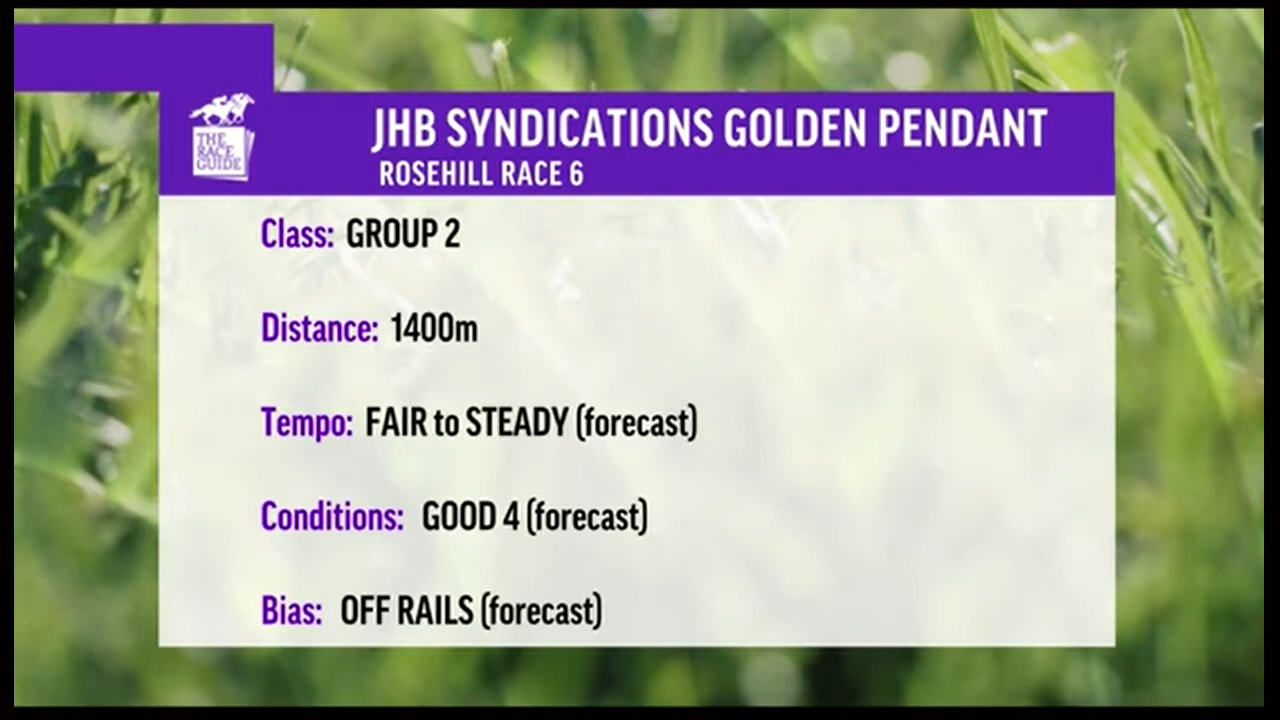 JHB SYNDICATIONS GOLDEN PENDANT
THE
RACE
GUIDE
ROSEHILL RACE 6
Class: GROUP 2
Distance: 1400m
Tempo: FAIR to STEADY (forecast)
Conditions: GOOD 4 (forecast)
Bias: OFF RAILS (forecast)